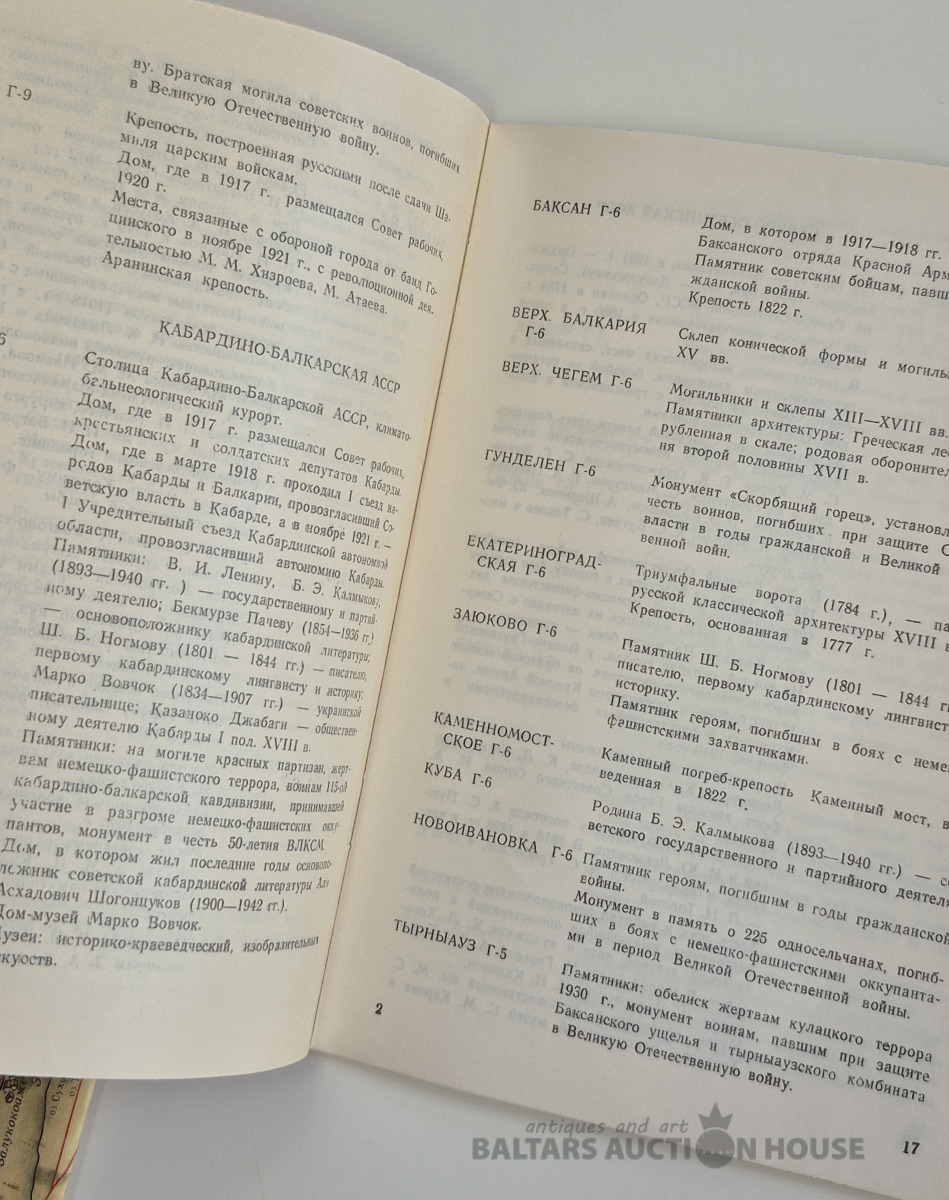 ву. Братская могила советских воинов, погибших
в Великую Отечественную войну.
Г-9
Крепость, построенная русскими после сдачи Ша-
миля царским войскам.
Дом, где в 1917 г. размещался Совет рабочих,
1920 г.
Места, связанные с обороной города от банд Го-
цинского в ноябре 1921 г., с революционной дея-
тельностью М. М. Хизроева, М. Атаева.
Аранинская крепость.
КАБАРДИНО-БАЛКАРСКАЯ АССР
Столица Кабардино-Балкарской АССР, климато-
бальнеологический курорт.
Дом, где в 1917 г. размещался Совет рабочих,
крестьянских и солдатских депутатов Кабарды.
Дом, где в марте 1918 г. проходил I съезд на-
родов Кабарды и Балкарии, провозгласивший Со-
ветскую власть в Кабарде, а в ноябре 1921 г. —
I Учредительный съезд Кабардинской автономной
области, провозгласивший автономию Кабарды.
Памятники: В. И. Ленину, Б. Э. Калмыкову,
(1893—1940 гг. ) — государственному и партий-
ному деятелю; Бекмурзе Пачеву (1854—1936 гг.)
— основоположнику кабардинской литературы;
Ш. Б. Ногмову (1801 — 1844 гг.) — писателю,
первому кабардинскому лингвисту и историку;
Марко Вовчок (1834—1907 гг.) — украинской
писательнице; Казаноко Джабаги — обществен-
ному деятелю Кабарды I пол. XVIII в.
Памятники: на могиле красных партизан, жерт-
вам немецко-фашистского террора, воинам 115-ой
кабардино-балкарской кавдивизии, принимавшей
участие в разгроме немецко-фашистских окку-
пантов, монумент в честь 50-летия ВЛКСМ.
Дом, в котором жил последние годы осново-
ложник советской кабардинской литературы Али
Асхадович Шогонцуков (1900—1942 гг.).
Дом-музей Марко Вовчок.
узеи: историко-краеведческий, изобразительных
скусств.
БАКСАН Г-6
Дом, в котором в 1917—1918 гг.
Баксанского отряда Красной Арм
Памятник советским бойцам, павш
жданской войны.
Крепость 1822 г.
ВЕРХ. БАЛКАРИЯ
Г-6
Склеп конической формы и могиль
XV вв.
ВЕРХ. ЧЕГЕМ Г-6
Могильники и склепы XIII—XVIII вв.
Памятники архитектуры: Греческая лес
рубленная в скале; родовая оборонител
ня второй половины XVII в.
ГУНДЕЛЕН Г-6
Монумент «Скорбящий горец», установл
честь воинов, погибших при защите С
власти в годы гражданской и Великой
венной войн.
ЕКАТЕРИНОГРАД-
СКАЯ Г-6
Триумфальные ворота (1784 г.), — па
русской классической архитектуры XVIII в
Крепость, основанная в 1777 г.
ЗАЮКОВО Г-6
Памятник Ш. Б. Ногмову (1801 — 1844 гг
писателю, первому кабардинскому лингвист
историку.
Памятник героям, погибшим в боях с неме
фашистскими захватчиками.
КАМЕННОМОСТ-
СКОЕ Г-6
Каменный погреб-крепость Каменный мост, в
веденная в 1822 г.
КУБА Г-6
Родина Б. Э. Калмыкова (1893—1940 гг.) — со
ветского государственного и партийного деятеля
НОВОИВАНОВКА Г-6
Памятник героям, погибшим в годы гражданской
войны.
Монумент в память о 225 односельчанах, погиб-
ших в боях с немецко-фашистскими оккупанта-
ми в период Великой Отечественной войны.
ТЫРНЫАУЗ Г-5
Памятники: обелиск жертвам кулацкого террора
1930 г., монумент воинам, павшим при защите
Баксанского ущелья и тырныаузского комбината
в Великую Отечественную войну.
2
17
antiques and art
BALTARS AUCTION HOUSE